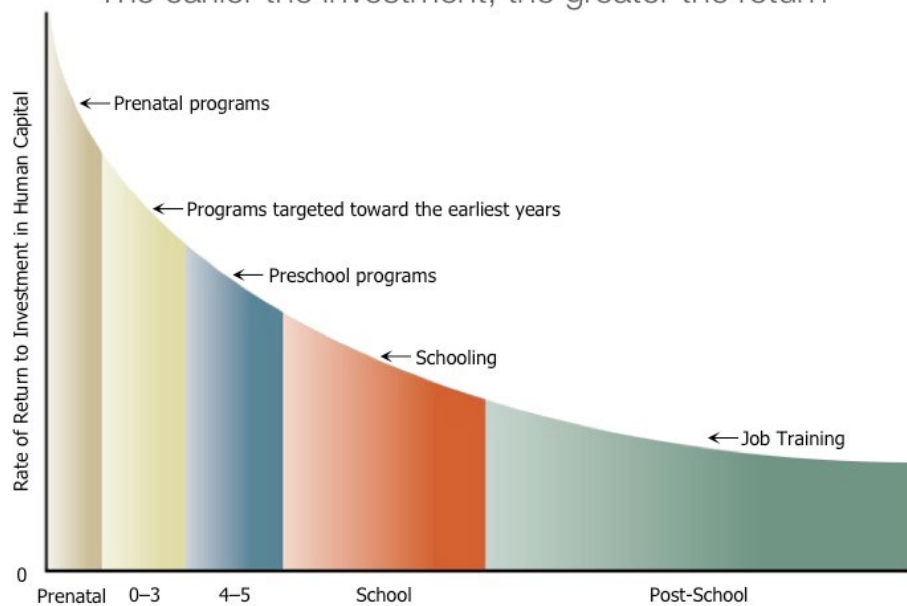 The earlier the investment, the greater the return
Prenatal programs
Programs targeted toward the earliest years
Preschool programs
Schooling
Job Training
Rate of Return to Investment in Human Capital
0
Prenatal 0–3 4–5 School Post-School